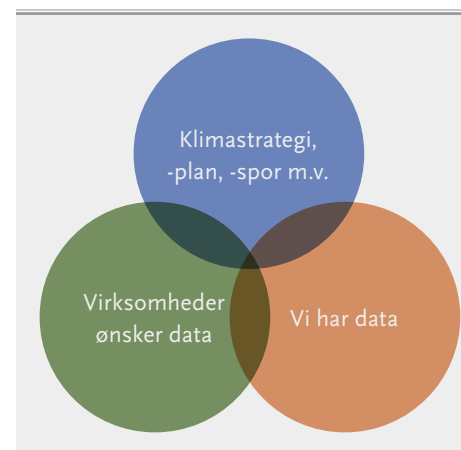 Klimastrategi,
-plan, -spor m.v.
Virksomheder
ønsker data
Vi har data